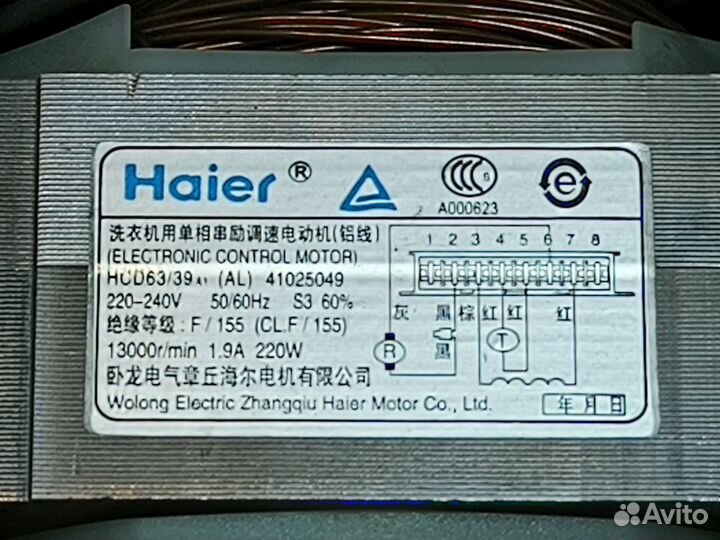 Haier ®
S
A000623
洗衣机用单相串励调速电动机(铝线)
(ELECTRONIC CONTROL MOTOR)
(AL) 41025049
220-240V 50/60Hz S3 60%
绝缘等级: F/155 (CL.F/155)
13000r/min 1.9A 220W
卧龙电气章丘海尔电机有限公司
Wolong Electric Zhangqiu Haier Motor Co., Ltd.
1 2 3 4 5 6 7 8
灰 黑 棕 红 红 红
R 黑 T
年 月 日
Avito